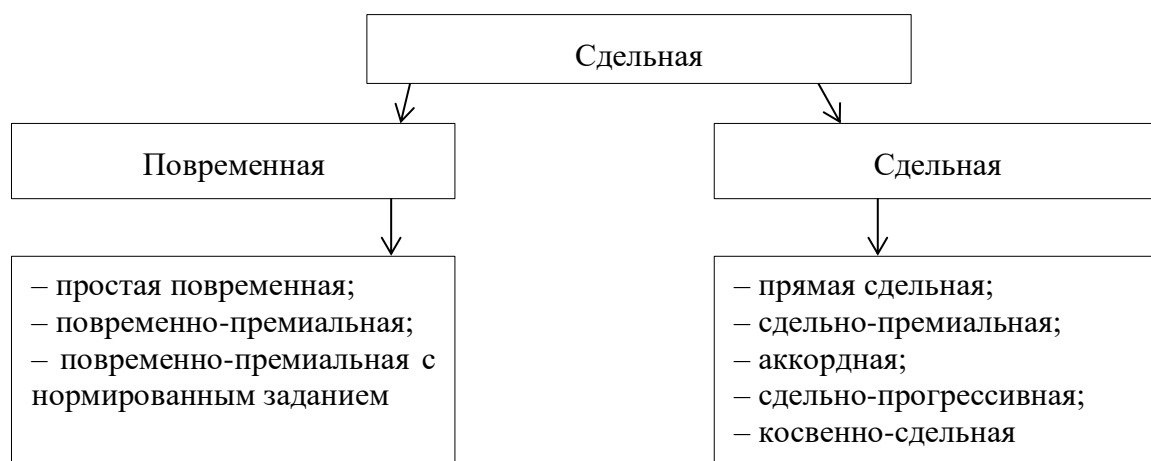 Сдельная
Повременная
Сдельная
– простая повременная;
– повременно-премиальная;
– повременно-премиальная с
нормированным заданием
– прямая сдельная;
– сдельно-премиальная;
– аккордная;
– сдельно-прогрессивная;
– косвенно-сдельная